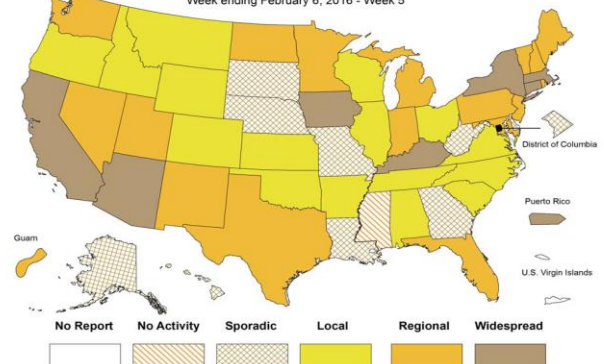 Week ending February 6, 2016 - Week 5
District of Columbia
Puerto Rico
Guam
U.S. Virgin Islands
No Report No Activity Sporadic Local Regional Widespread